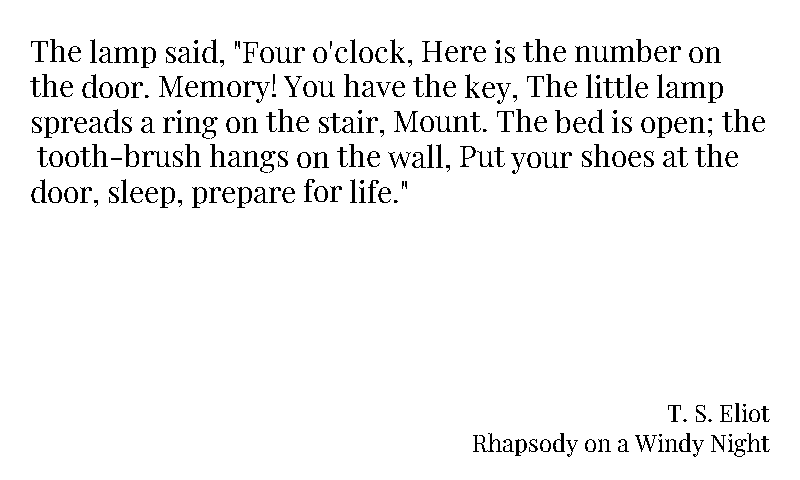 The lamp said, "Four o'clock, Here is the number on
the door. Memory! You have the key, The little lamp
spreads a ring on the stair, Mount. The bed is open; the
tooth-brush hangs on the wall, Put your shoes at the
door, sleep, prepare for life."
T. S. Eliot
Rhapsody on a Windy Night